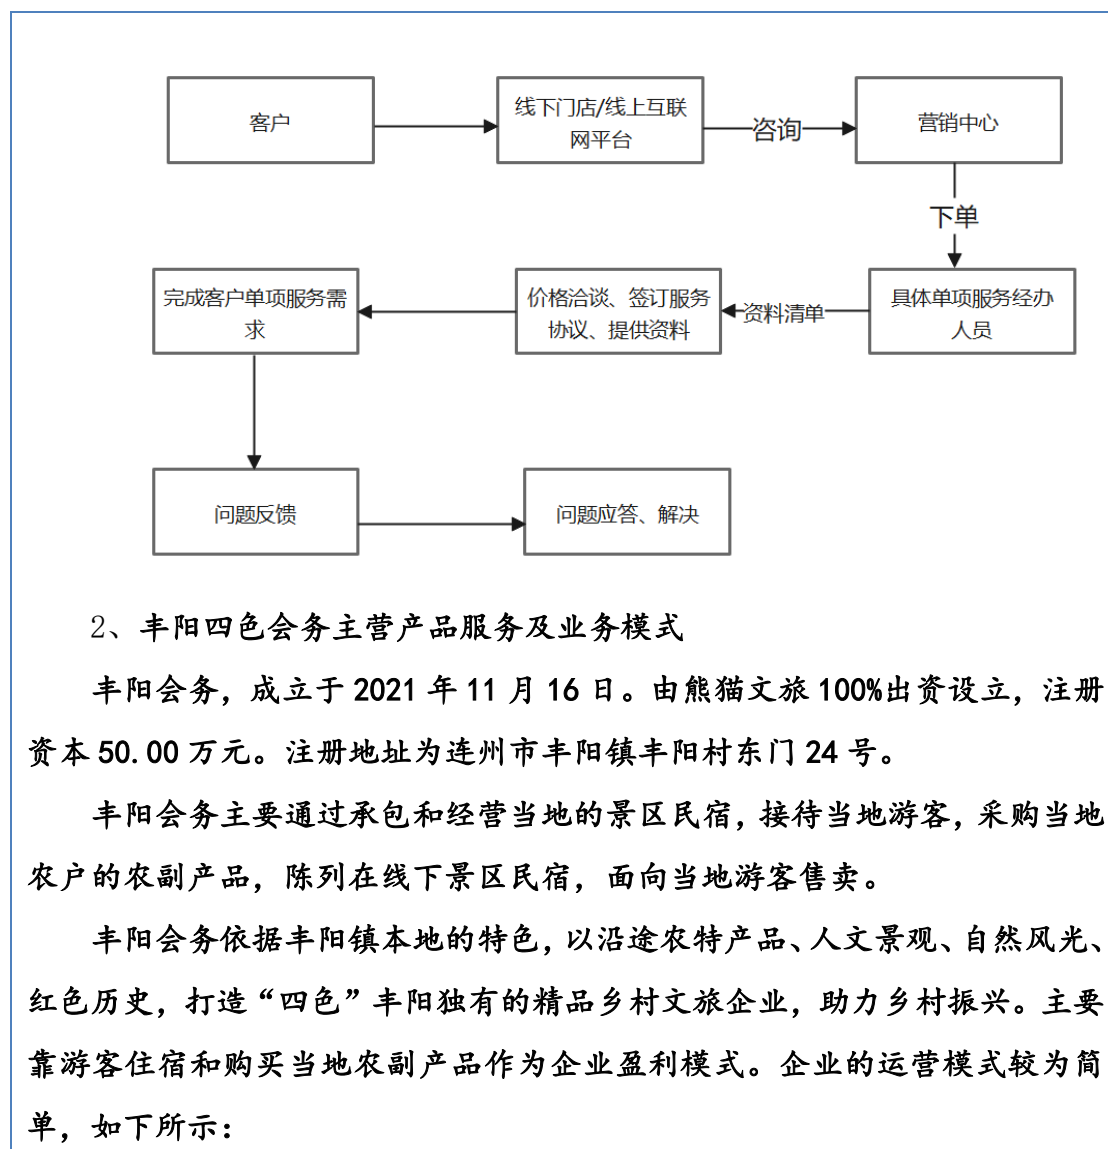 客户
线下门店/线上互联
网平台
咨询
营销中心
下单
完成客户单项服务需
求
价格洽谈、签订服务
协议、提供资料
资料清单
具体单项服务经办
人员
问题反馈
问题应答、解决
2、丰阳四色会务主营产品服务及业务模式
丰阳会务，成立于 2021 年 11 月 16 日。由熊猫文旅 100%出资设立，注册
资本 50.00 万元。注册地址为连州市丰阳镇丰阳村东门 24 号。
丰阳会务主要通过承包和经营当地的景区民宿，接待当地游客，采购当地
农户的农副产品，陈列在线下景区民宿，面向当地游客售卖。
丰阳会务依据丰阳镇本地的特色，以沿途农特产品、人文景观、自然风光、
红色历史，打造“四色”丰阳独有的精品乡村文旅企业，助力乡村振兴。主要
靠游客住宿和购买当地农副产品作为企业盈利模式。企业的运营模式较为简
单，如下所示：